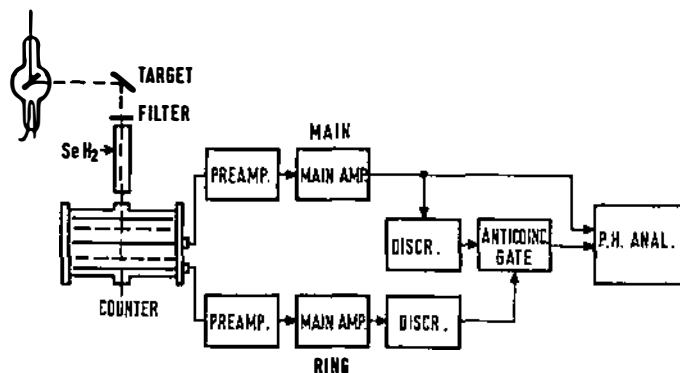 TARGET
FILTER
SeH2
MAIN
PREAMP.
MAIN AMP.
DISCR.
ANTICOINC
GATE
P.H. ANAL.
COUNTER
PREAMP.
MAIN AMP
DISCR.
RING